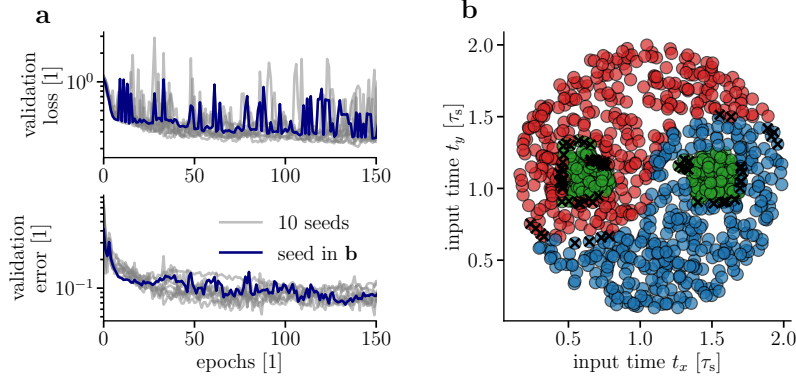 a
validation
loss [1]
10⁰
0
50
100
150
validation
error [1]
10⁻¹
10 seeds
seed in b
0
50
100
150
epochs [1]
b
input time t_y [τ_s]
2.0
1.5
1.0
0.5
0.5
1.0
1.5
2.0
input time t_x [τ_s]